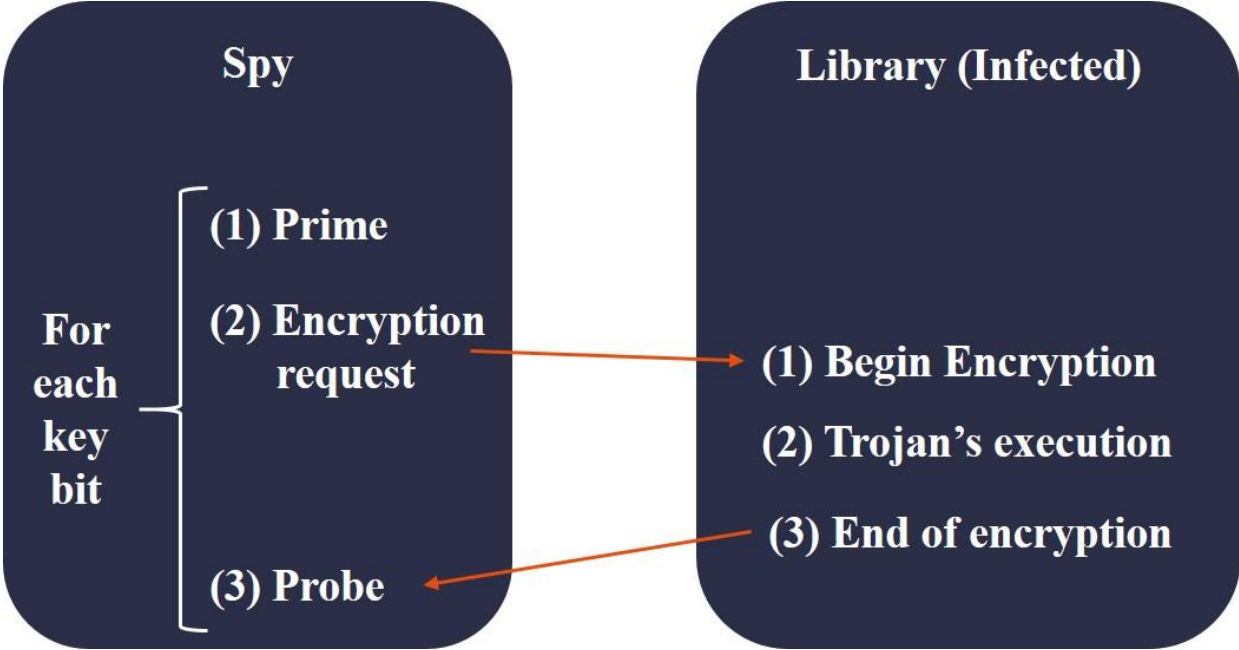 Spy
For
each
key
bit
(1) Prime
(2) Encryption
request
(3) Probe
Library (Infected)
(1) Begin Encryption
(2) Trojan’s execution
(3) End of encryption